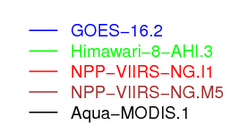 GOES−16.2
Himawari−8−AHI.3
NPP−VIIRS−NG.I1
NPP−VIIRS−NG.M5
Aqua−MODIS.1